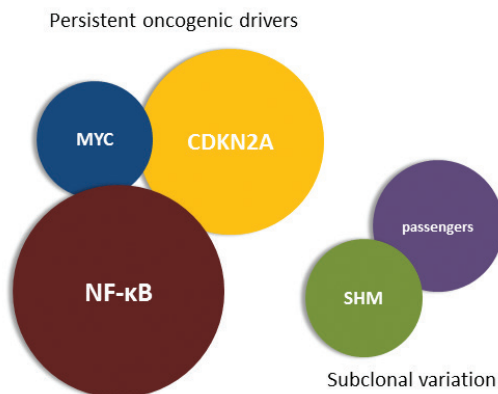 Persistent oncogenic drivers
MYC
CDKN2A
passengers
NF-κB
SHM
Subclonal variation